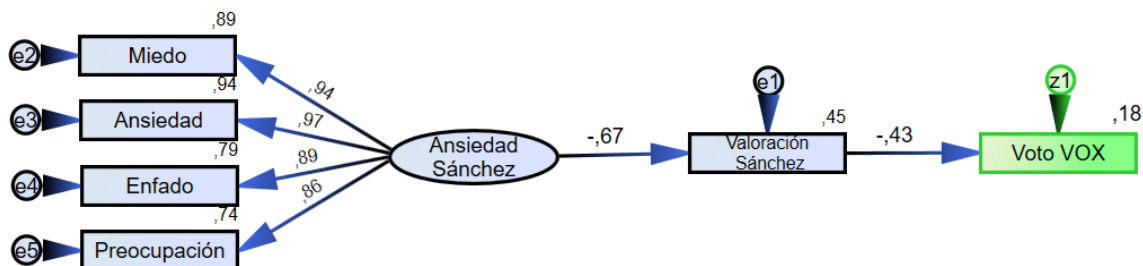 ,89
e2 Miedo
,94
,94
e3 Ansiedad
,97
,79
,89
e4 Enfado
,86
,74
e5 Preocupación
Ansiedad
Sánchez
-,67
e1
,45
Valoración
Sánchez
-,43
z1
,18
Voto VOX